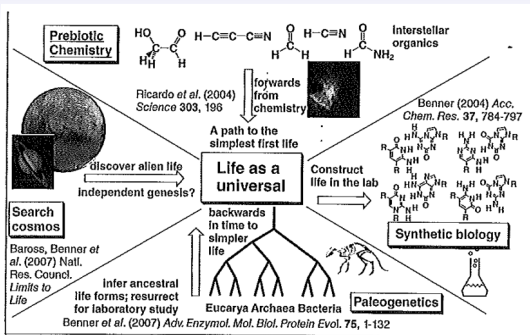 Prebiotic
Chemistry
HO
O
H
H
H
H−C≡C−C≡N
O
H
H
H−C≡N
O
H
NH₂
Interstellar
organics
Ricardo et al. (2004)
Science 303, 196
forwards
from
chemistry
A path to the
simplest first life
Benner (2004) Acc.
Chem. Res. 37, 784-797
discover alien life
independent genesis?
Life as a
universal
Construct
life in the lab
Search
cosmos
Baross, Benner et
al. (2007) Natl.
Res. Councl.
Limits to
Life
backwards
in time to
simpler
life
Synthetic biology
Infer ancestral
life forms; resurrect
for laboratory study
Eucarya Archaea Bacteria
Paleogenetics
Benner et al. (2007) Adv. Enzymol. Mol. Biol. Protein Evol. 75, 1-132